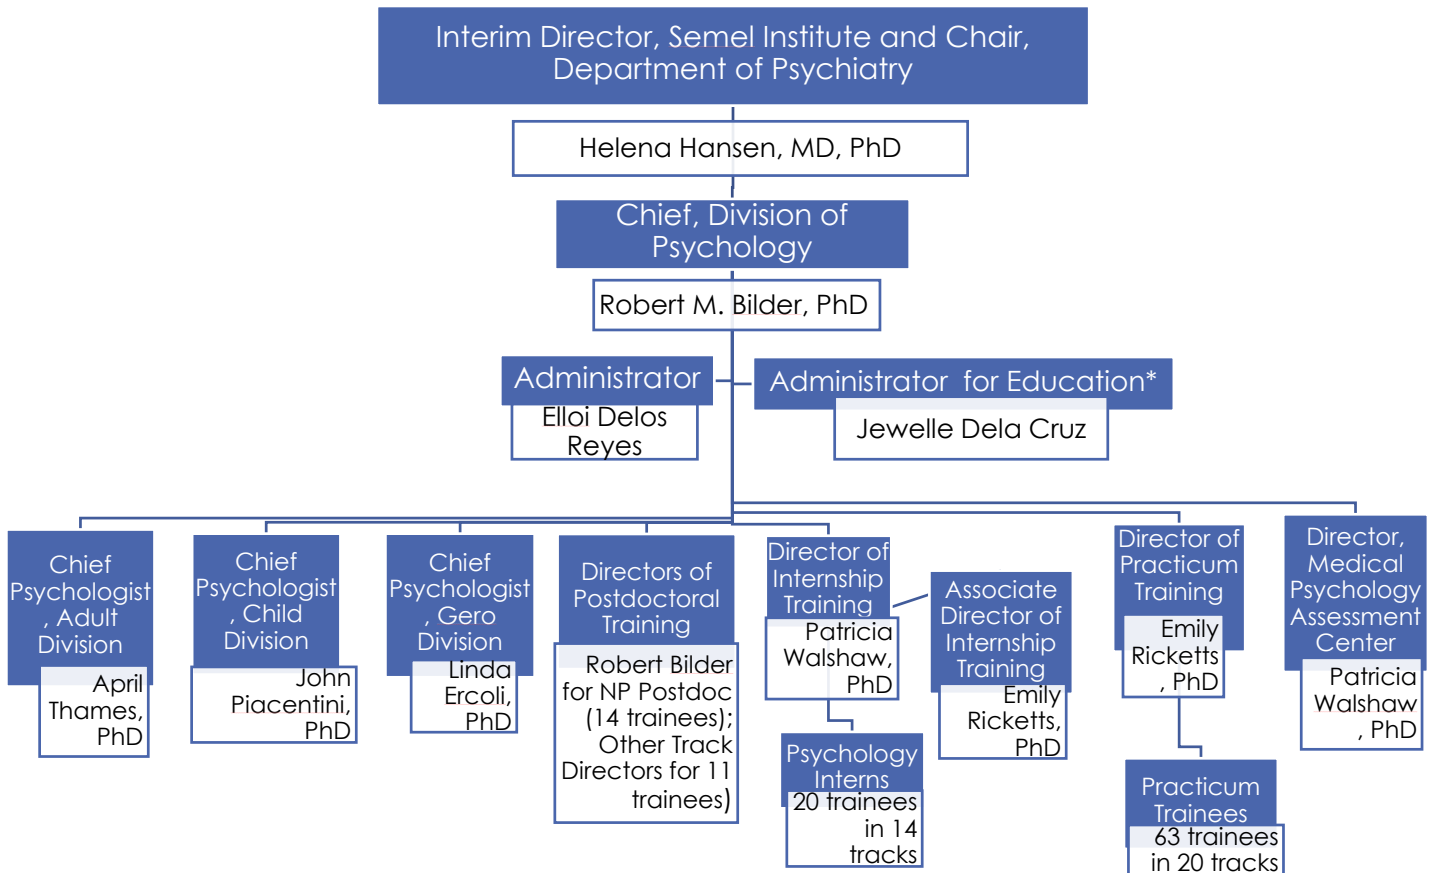 Interim Director, Semel Institute and Chair,
Department of Psychiatry
Helena Hansen, MD, PhD
Chief, Division of
Psychology
Robert M. Bilder, PhD
Administrator
Elloi Delos
Reyes
Administrator for Education*
Jewelle Dela Cruz
Chief
Psychologist
, Adult
Division
April
Thames,
PhD
Chief
Psychologist
, Child
Division
John
Piacentini,
PhD
Chief
Psychologist
, Gero
Division
Linda
Ercoli,
PhD
Directors of
Postdoctoral
Training
Robert Bilder
for NP Postdoc
(14 trainees);
Other Track
Directors for 11
trainees)
Director of
Internship
Training
Patricia
Walshaw,
PhD
Associate
Director of
Internship
Training
Emily
Ricketts,
PhD
Psychology
Interns
20 trainees
in 14
tracks
Director of
Practicum
Training
Emily
Ricketts
, PhD
Practicum
Trainees
63 trainees
in 20 tracks
Director,
Medical
Psychology
Assessment
Center
Patricia
Walshaw
, PhD